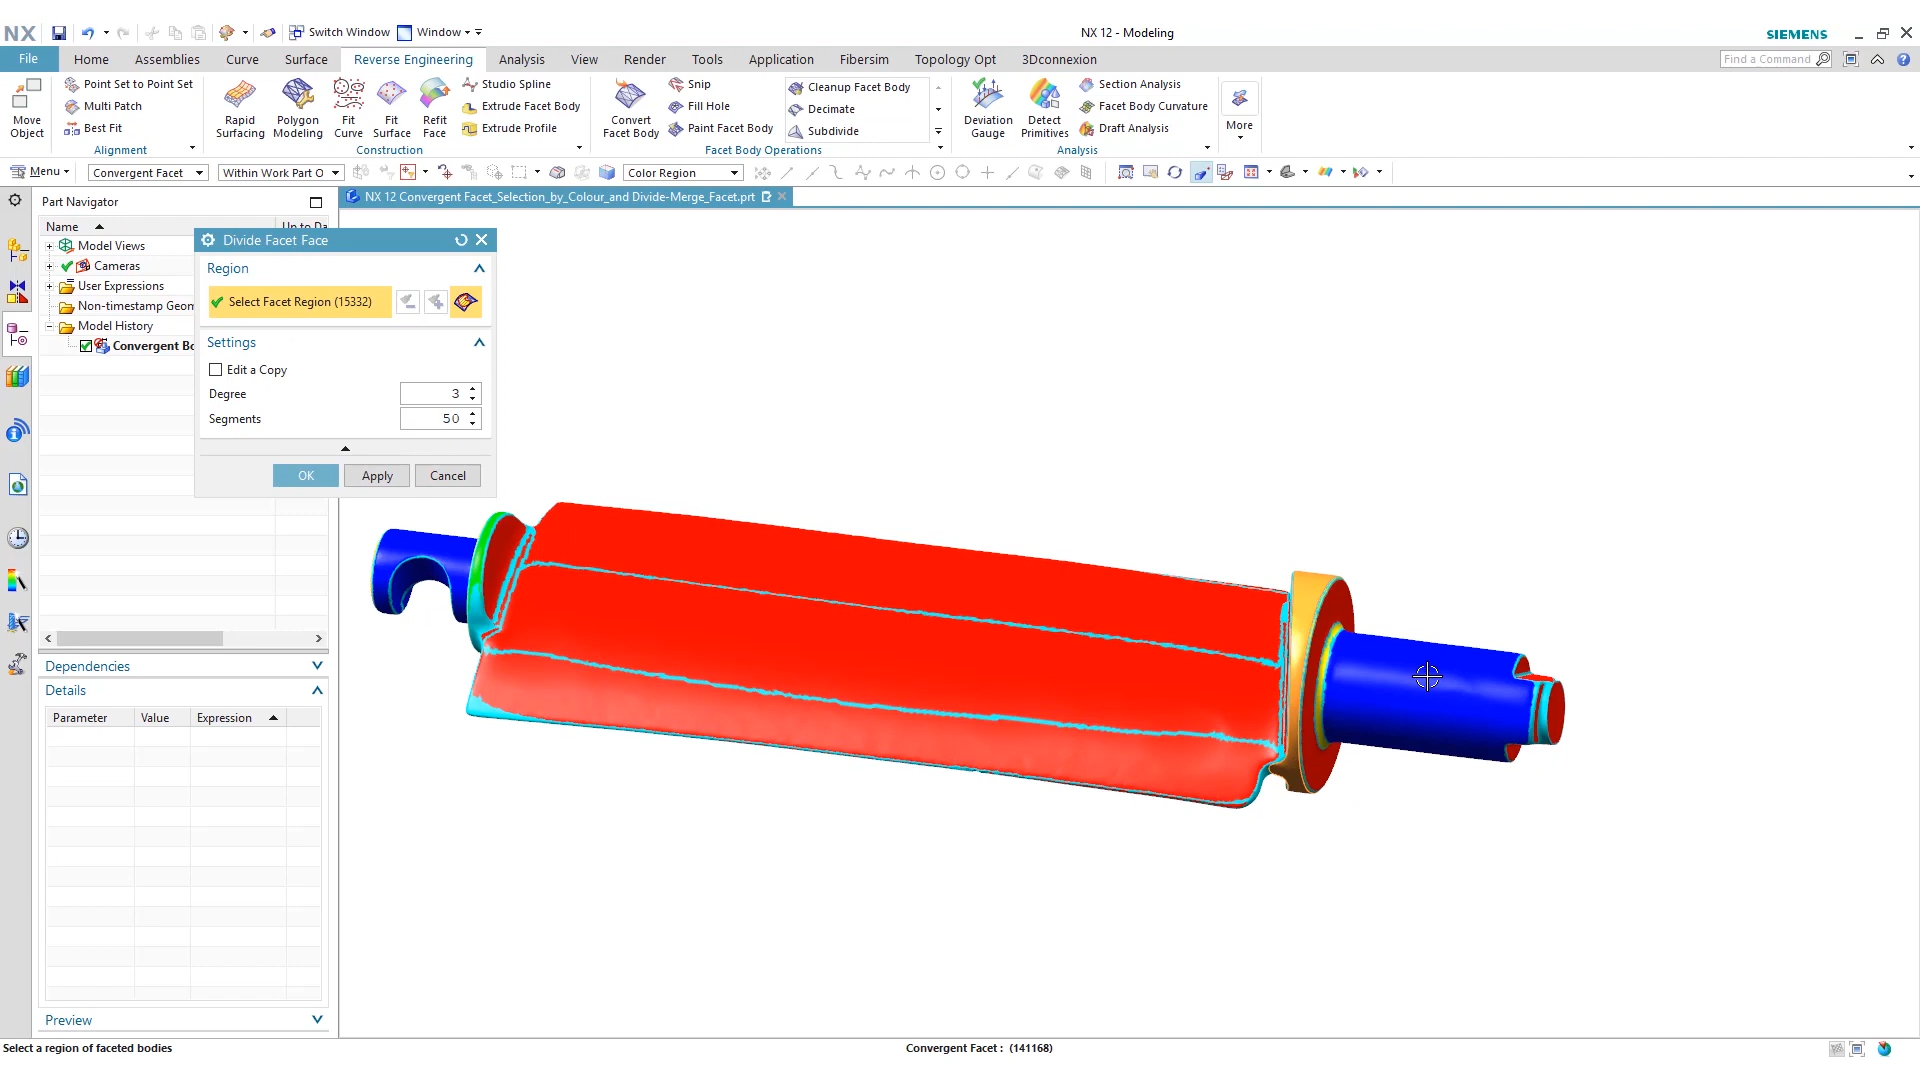 NX
Switch Window
Window
NX 12 - Modeling
SIEMENS
File
Home
Assemblies
Curve
Surface
Reverse Engineering
Analysis
View
Render
Tools
Application
Fibersim
Topology Opt
3Dconnexion
Find a Command
Move
Object
Point Set to Point Set
Multi Patch
Best Fit
Alignment
Rapid
Surfacing
Polygon
Modeling
Fit
Curve
Fit
Surface
Refit
Face
Studio Spline
Extrude Facet Body
Extrude Profile
Construction
Convert
Facet Body
Snip
Fill Hole
Paint Facet Body
Cleanup Facet Body
Decimate
Subdivide
Facet Body Operations
Deviation
Gauge
Detect
Primitives
Section Analysis
Facet Body Curvature
Draft Analysis
Analysis
More
Menu
Convergent Facet
Within Work Part O
Color Region
Part Navigator
NX 12 Convergent Facet_Selection_by_Colour_and Divide-Merge_Facet.prt
Name
Up to Da
Model Views
Cameras
User Expressions
Non-timestamp Geom
Model History
Convergent Bo
Divide Facet Face
Region
Select Facet Region (15332)
Settings
Edit a Copy
Degree
3
Segments
50
OK
Apply
Cancel
Dependencies
Details
Parameter
Value
Expression
Preview
Select a region of faceted bodies
Convergent Facet : (141168)